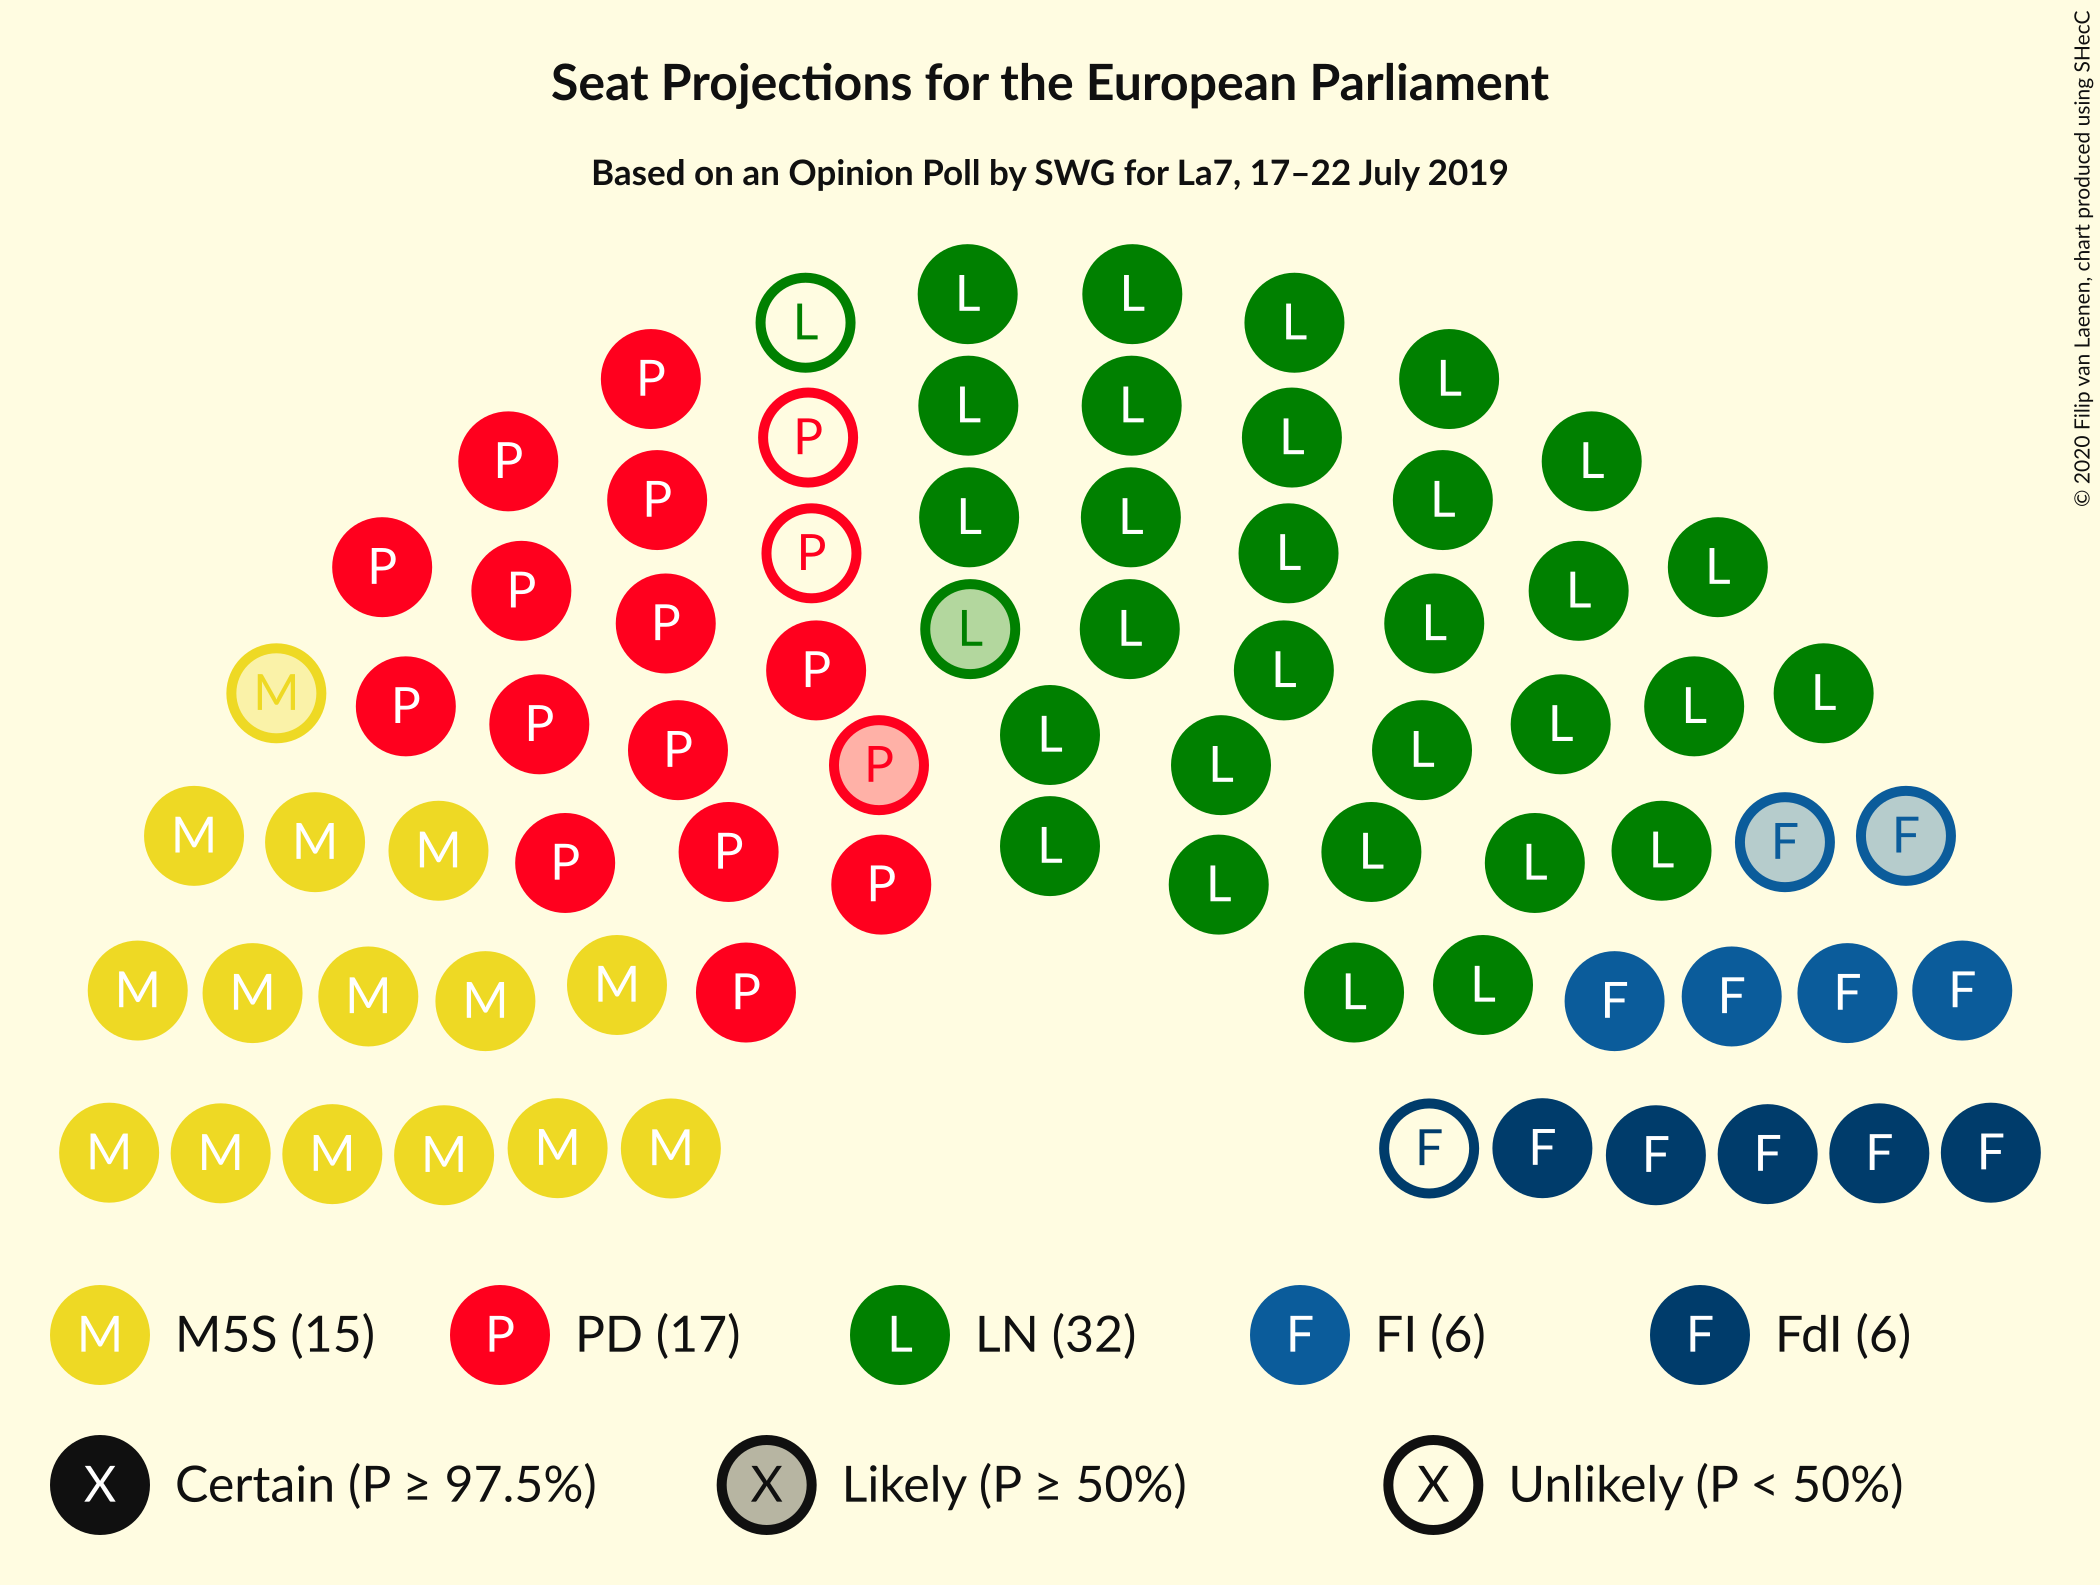 Seat Projections for the European Parliament
Based on an Opinion Poll by SWG for La7, 17–22 July 2019
© 2020 Filip van Laenen, chart produced using SHecC
L L L L
P L
P L L L
P P L
P P L L L
P L
P P L L
P P L L L
P L L
M P L L
P P L L
P L L
P L L
M M M P P L L L F F
L
P L
M M M M M P L L F F F F
M M M M M M F F F F F F
M M5S (15) P PD (17) L LN (32) F FI (6) F FdI (6)
X Certain (P ≥ 97.5%) X Likely (P ≥ 50%) X Unlikely (P < 50%)